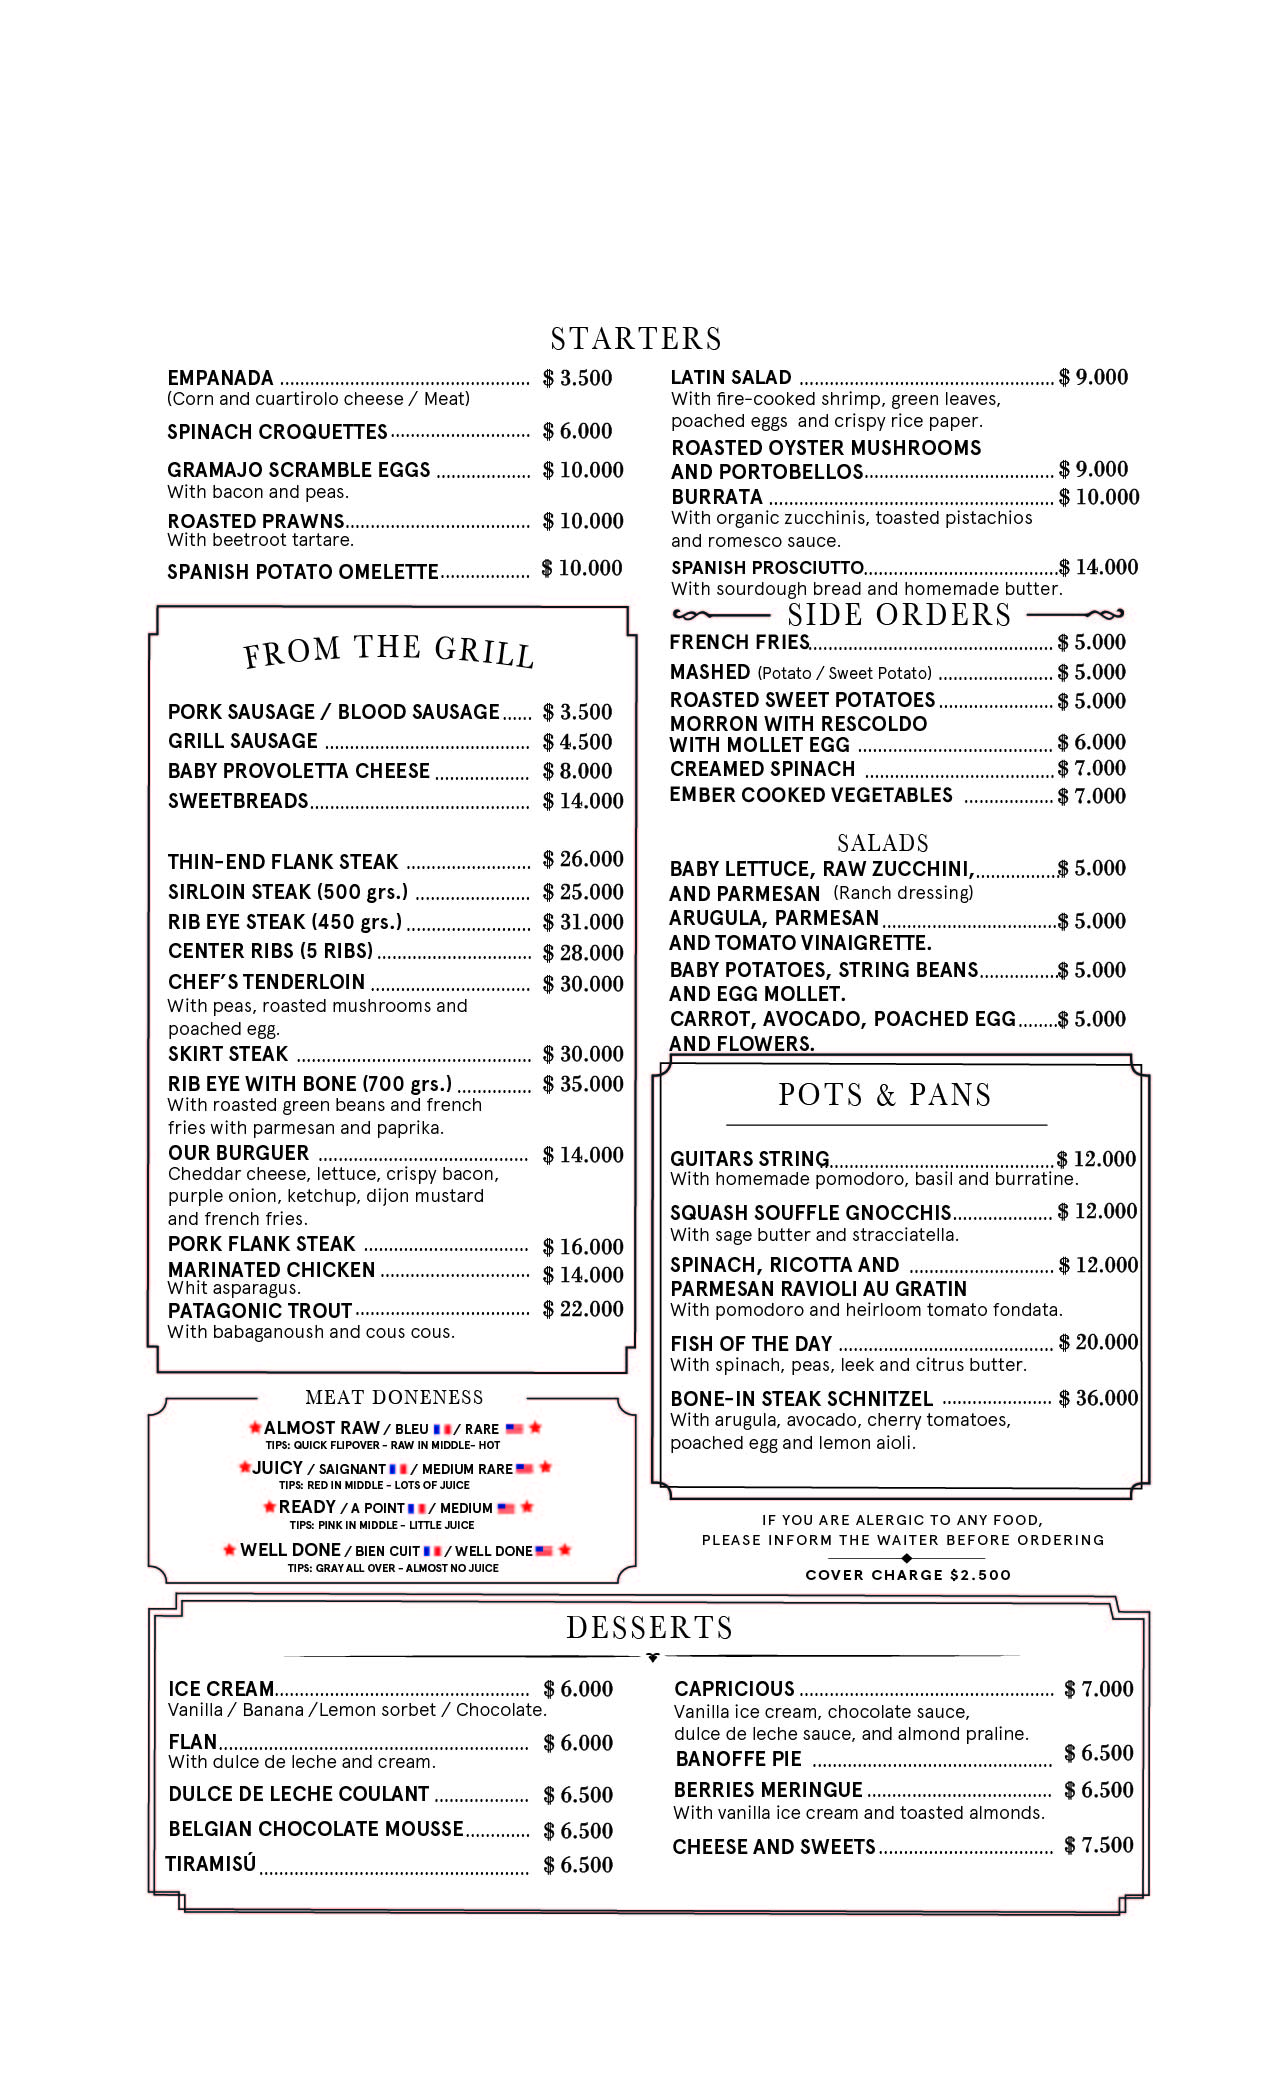 STARTERS
EMPANADA ........ $ 3.500
(Corn and cuartirolo cheese / Meat)
SPINACH CROQUETTES ........ $ 6.000
GRAMAJO SCRAMBLE EGGS ........ $ 10.000
With bacon and peas.
ROASTED PRAWNS ........ $ 10.000
With beetroot tartare.
SPANISH POTATO OMELETTE ........ $ 10.000
LATIN SALAD ........ $ 9.000
With fire-cooked shrimp, green leaves,
poached eggs and crispy rice paper.
ROASTED OYSTER MUSHROOMS
AND PORTOBELLOS ........ $ 9.000
BURRATA ........ $ 10.000
With organic zucchinis, toasted pistachios
and romesco sauce.
SPANISH PROSCIUTTO ........ $ 14.000
With sourdough bread and homemade butter.
FROM THE GRILL
PORK SAUSAGE / BLOOD SAUSAGE ...... $ 3.500
GRILL SAUSAGE ........ $ 4.500
BABY PROVOLETTA CHEESE ........ $ 8.000
SWEETBREADS ........ $ 14.000
THIN-END FLANK STEAK ........ $ 26.000
SIRLOIN STEAK (500 grs.) ........ $ 25.000
RIB EYE STEAK (450 grs.) ........ $ 31.000
CENTER RIBS (5 RIBS) ........ $ 28.000
CHEF'S TENDERLOIN ........ $ 30.000
With peas, roasted mushrooms and
poached egg.
SKIRT STEAK ........ $ 30.000
RIB EYE WITH BONE (700 grs.) ........ $ 35.000
With roasted green beans and french
fries with parmesan and paprika.
OUR BURGUER ........ $ 14.000
Cheddar cheese, lettuce, crispy bacon,
purple onion, ketchup, dijon mustard
and french fries.
PORK FLANK STEAK ........ $ 16.000
MARINATED CHICKEN ........ $ 14.000
Whit asparagus.
PATAGONIC TROUT ........ $ 22.000
With babaganoush and cous cous.
SIDE ORDERS
FRENCH FRIES ........ $ 5.000
MASHED (Potato / Sweet Potato) ........ $ 5.000
ROASTED SWEET POTATOES ........ $ 5.000
MORRON WITH RESCOLDO
WITH MOLLET EGG ........ $ 6.000
CREAMED SPINACH ........ $ 7.000
EMBER COOKED VEGETABLES ........ $ 7.000
SALADS
BABY LETTUCE, RAW ZUCCHINI, ........ $ 5.000
AND PARMESAN (Ranch dressing)
ARUGULA, PARMESAN ........ $ 5.000
AND TOMATO VINAIGRETTE.
BABY POTATOES, STRING BEANS ........ $ 5.000
AND EGG MOLLET.
CARROT, AVOCADO, POACHED EGG ........ $ 5.000
AND FLOWERS.
POTS & PANS
GUITARS STRING ........ $ 12.000
With homemade pomodoro, basil and burratine.
SQUASH SOUFFLE GNOCCHIS ........ $ 12.000
With sage butter and stracciatella.
SPINACH, RICOTTA AND ........ $ 12.000
PARMESAN RAVIOLI AU GRATIN
With pomodoro and heirloom tomato fondata.
FISH OF THE DAY ........ $ 20.000
With spinach, peas, leek and citrus butter.
BONE-IN STEAK SCHNITZEL ........ $ 36.000
With arugula, avocado, cherry tomatoes,
poached egg and lemon aioli.
MEAT DONENESS
ALMOST RAW / BLEU / RARE
TIPS: QUICK FLIPOVER - RAW IN MIDDLE- HOT
JUICY / SAIGNANT / MEDIUM RARE
TIPS: RED IN MIDDLE - LOTS OF JUICE
READY / A POINT / MEDIUM
TIPS: PINK IN MIDDLE - LITTLE JUICE
WELL DONE / BIEN CUIT / WELL DONE
TIPS: GRAY ALL OVER - ALMOST NO JUICE
IF YOU ARE ALERGIC TO ANY FOOD,
PLEASE INFORM THE WAITER BEFORE ORDERING
COVER CHARGE $2.500
DESSERTS
ICE CREAM ........ $ 6.000
Vanilla / Banana /Lemon sorbet / Chocolate.
FLAN ........ $ 6.000
With dulce de leche and cream.
DULCE DE LECHE COULANT ........ $ 6.500
BELGIAN CHOCOLATE MOUSSE ........ $ 6.500
TIRAMISÚ ........ $ 6.500
CAPRICIOUS ........ $ 7.000
Vanilla ice cream, chocolate sauce,
dulce de leche sauce, and almond praline.
BANOFFE PIE ........ $ 6.500
BERRIES MERINGUE ........ $ 6.500
With vanilla ice cream and toasted almonds.
CHEESE AND SWEETS ........ $ 7.500